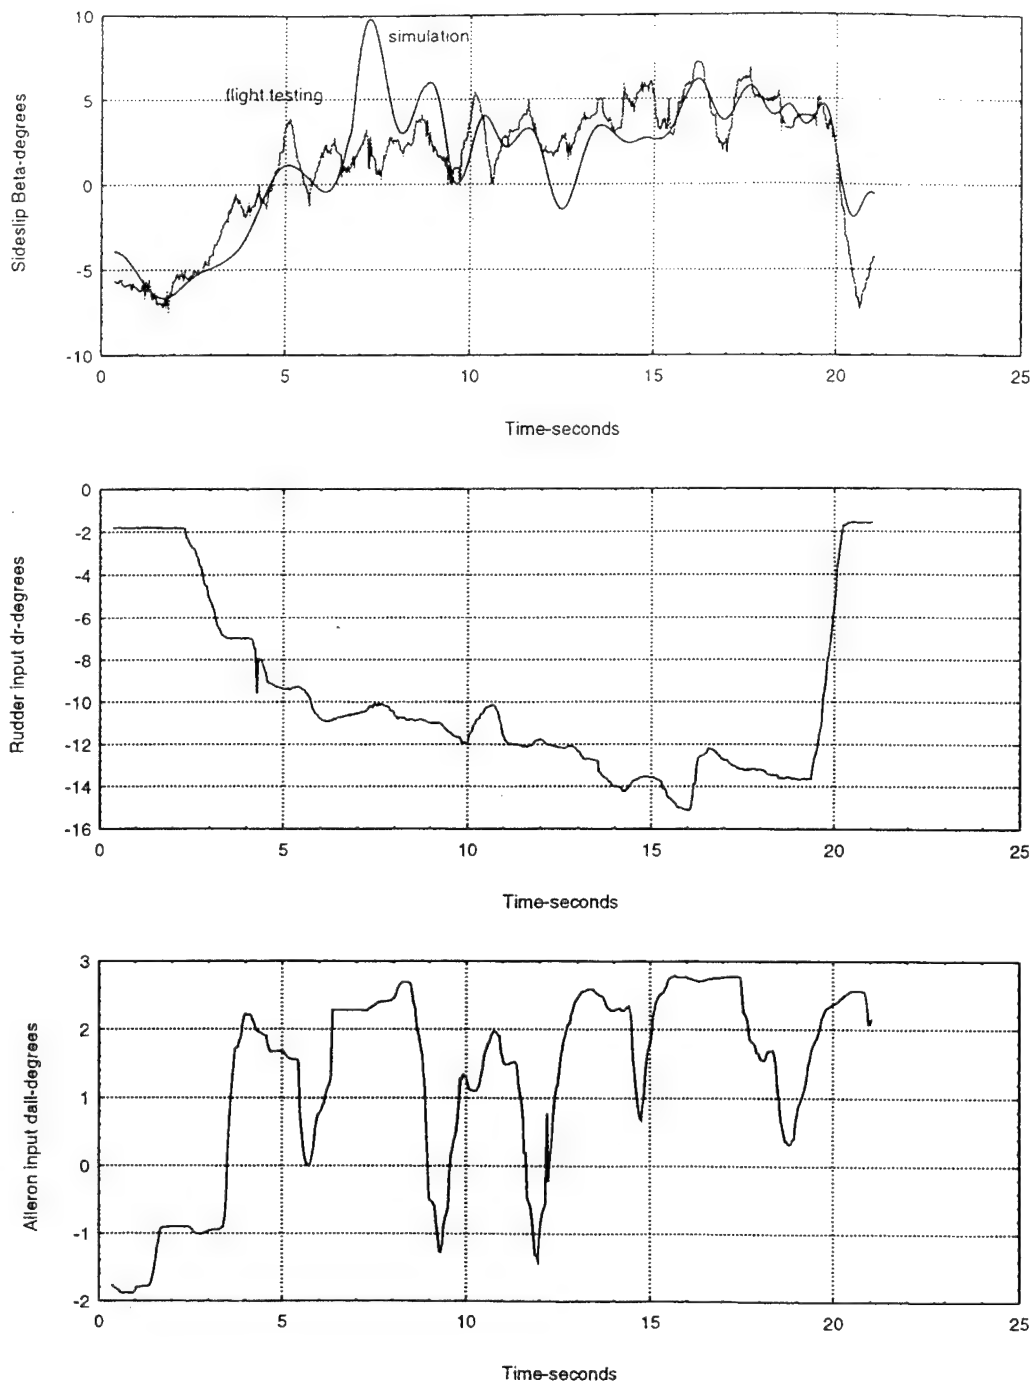 Sideslip Beta-degrees
10
5
0
-5
-10
simulation
flight testing
0 5 10 15 20 25
Time-seconds
Rudder input dr-degrees
0
-2
-4
-6
-8
-10
-12
-14
-16
0 5 10 15 20 25
Time-seconds
Aileron input dail-degrees
3
2
1
0
-1
-2
0 5 10 15 20 25
Time-seconds